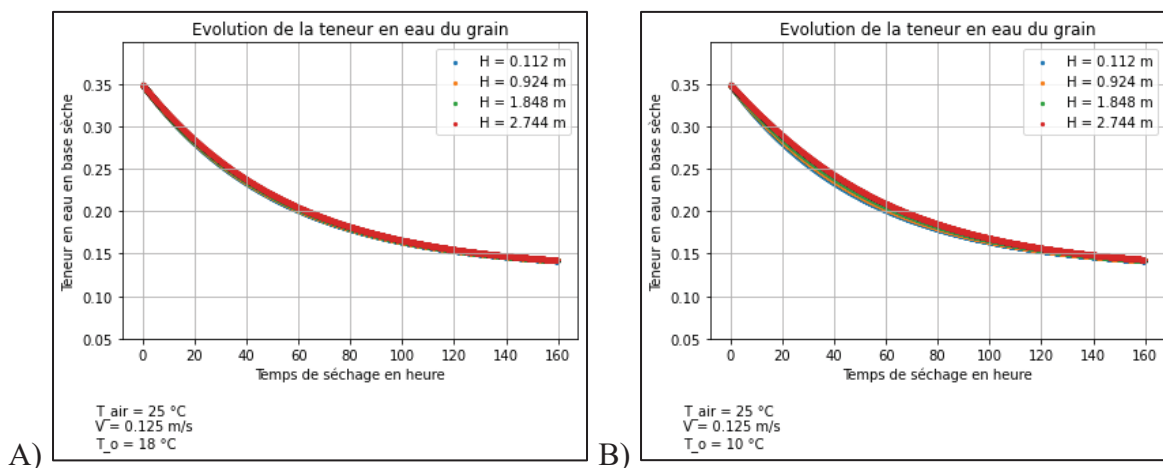 Evolution de la teneur en eau du grain
H = 0.112 m
H = 0.924 m
H = 1.848 m
H = 2.744 m
Teneur en eau en base sèche
0.35
0.30
0.25
0.20
0.15
0.10
0.05
0 20 40 60 80 100 120 140 160
Temps de séchage en heure
T_air = 25 °C
V = 0.125 m/s
T_o = 18 °C
A)
Evolution de la teneur en eau du grain
H = 0.112 m
H = 0.924 m
H = 1.848 m
H = 2.744 m
Teneur en eau en base sèche
0.35
0.30
0.25
0.20
0.15
0.10
0.05
0 20 40 60 80 100 120 140 160
Temps de séchage en heure
T_air = 25 °C
V = 0.125 m/s
T_o = 10 °C
B)